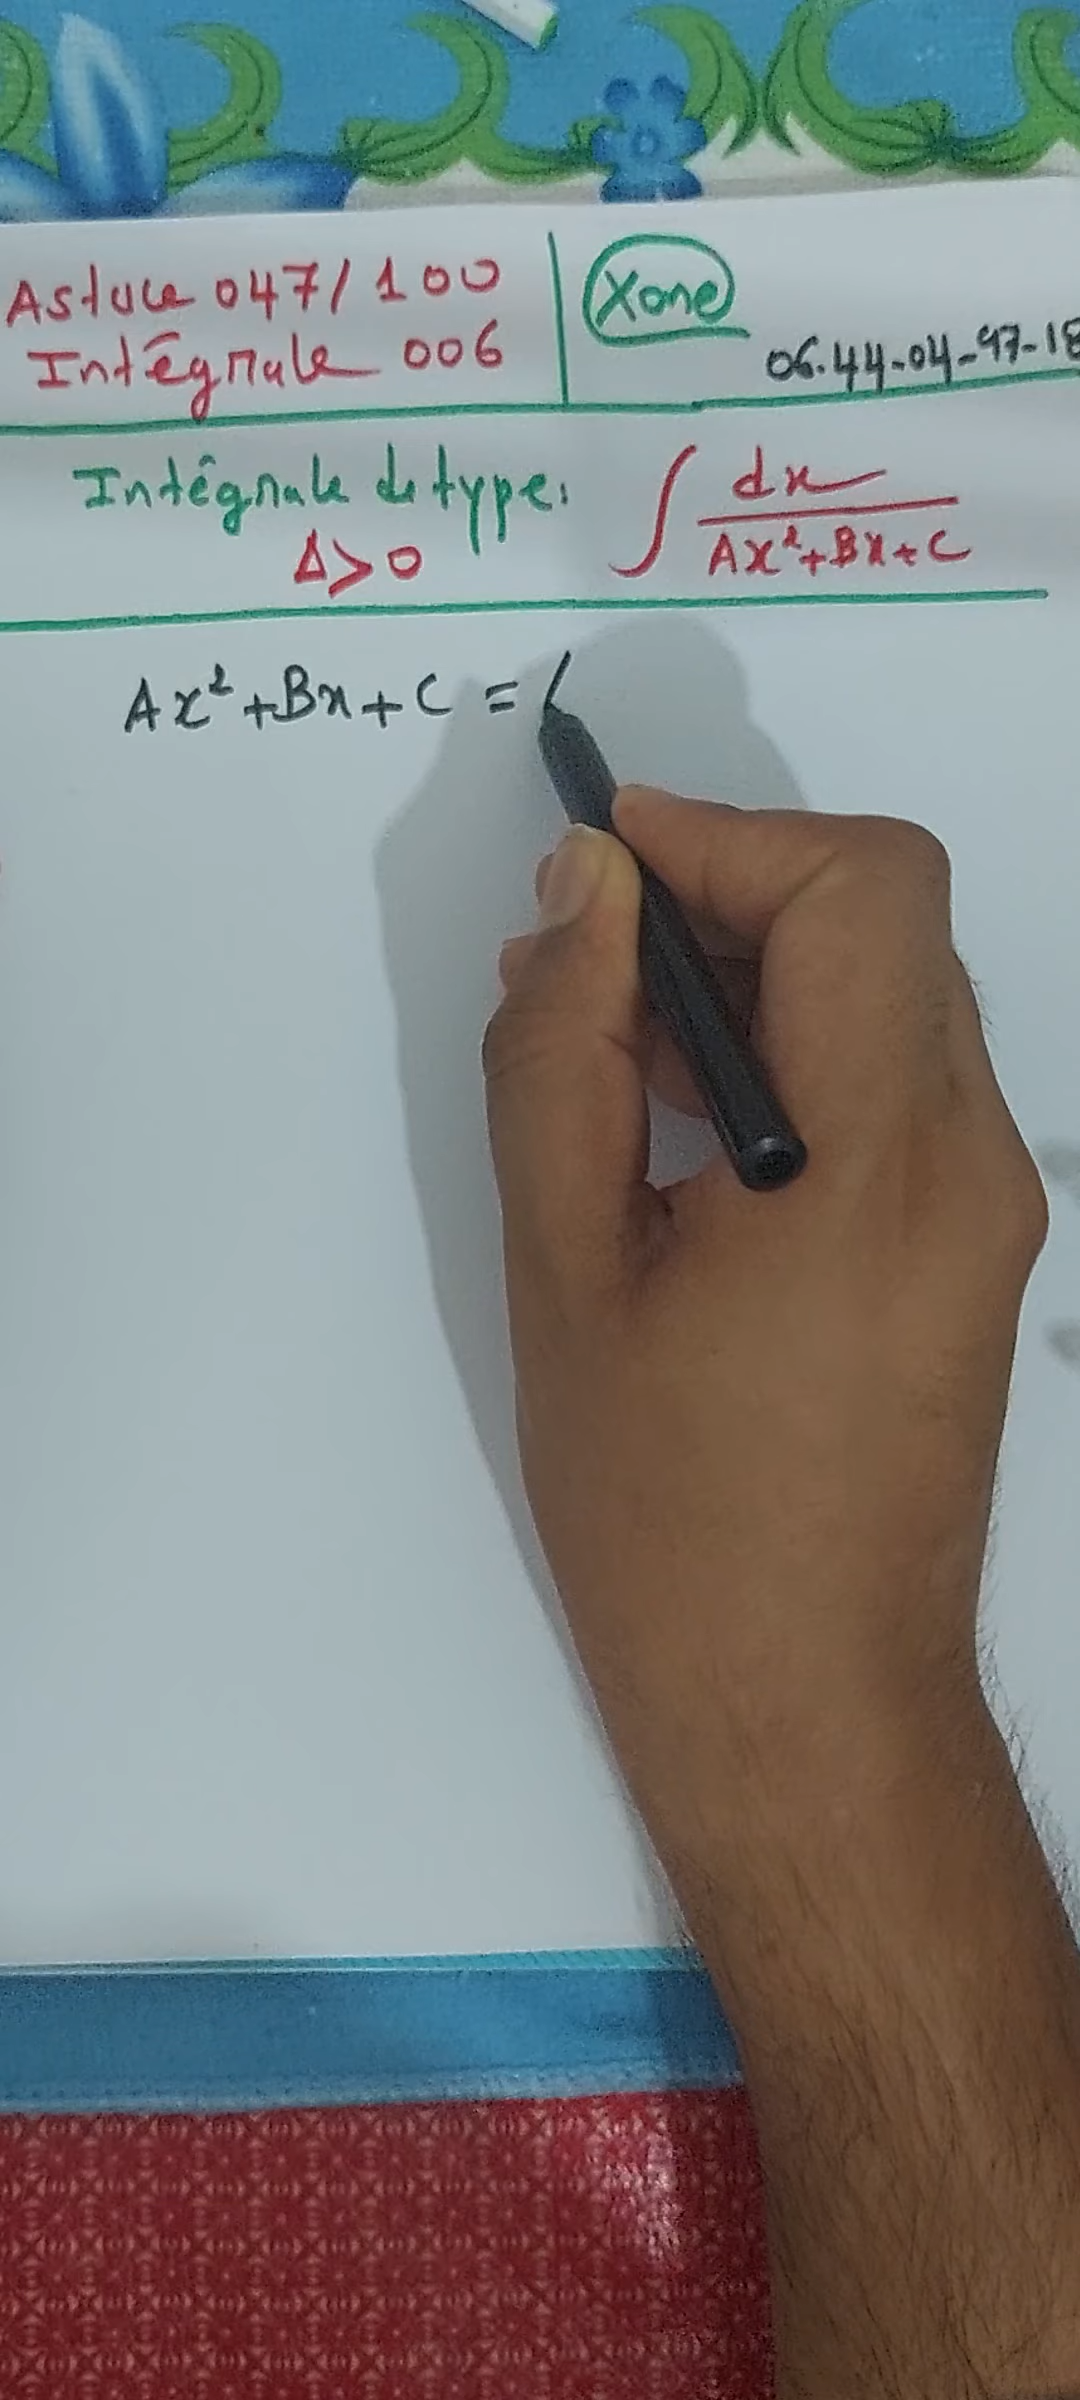 Astuce 047/100
Intégrale 006
Xone
06.44-04-97-18
Intégrale de type:
Δ>0
∫ dx / Ax²+Bx+C
Ax²+Bx+C = (